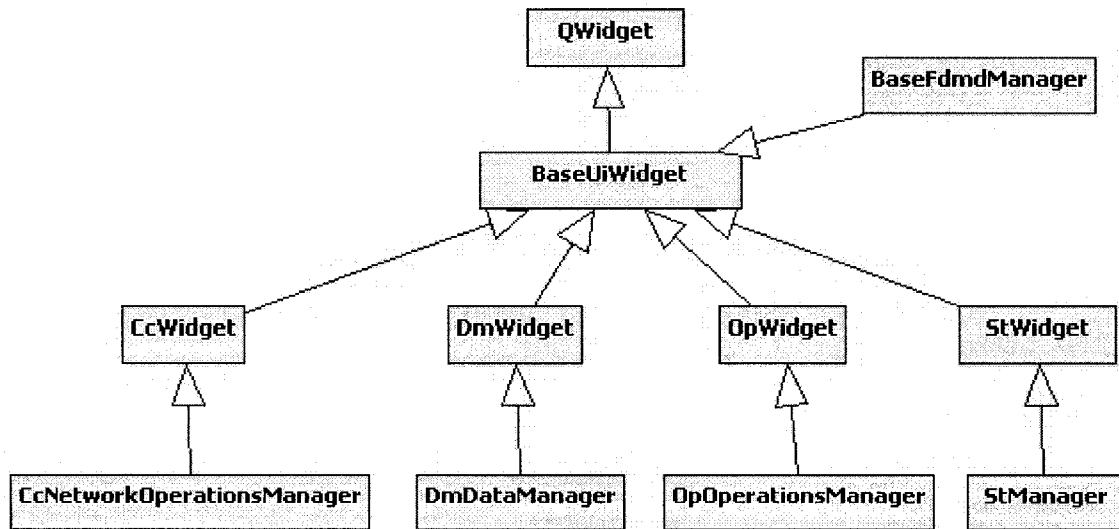 QWidget
BaseFdmdManager
BaseUiWidget
CcWidget
DmWidget
OpWidget
StWidget
CcNetworkOperationsManager
DmDataManager
OpOperationsManager
StManager